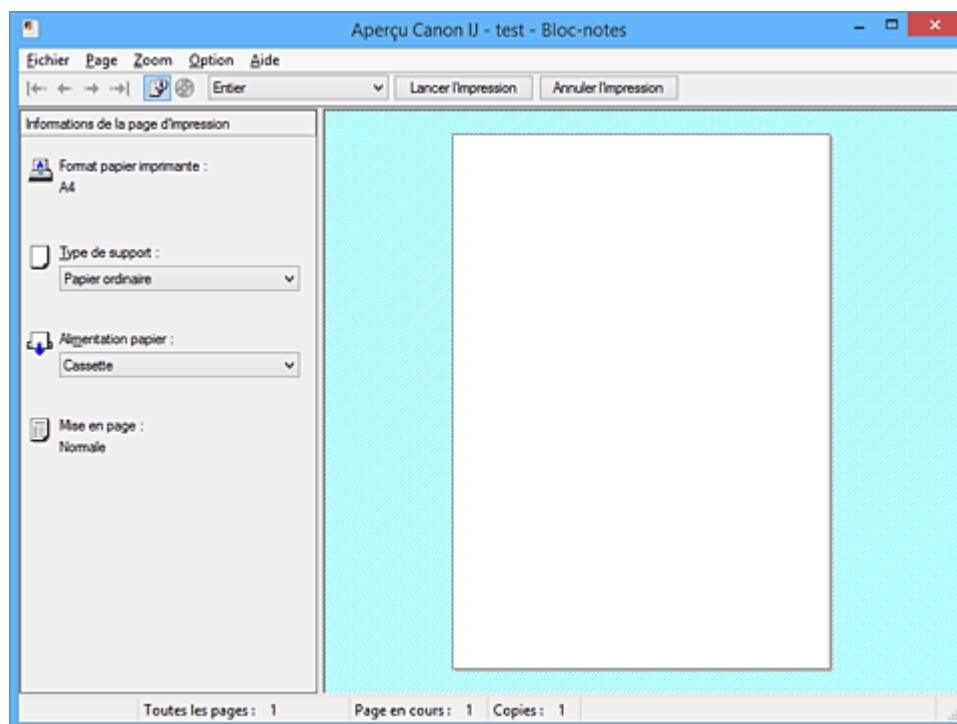 Aperçu Canon IJ - test - Bloc-notes
Fichier Page Zoom Option Aide
Entier Lancer l'impression Annuler l'impression
Informations de la page d'impression
Format papier imprimante :
A4
Type de support :
Papier ordinaire
Alimentation papier :
Cassette
Mise en page :
Normale
Toutes les pages : 1 Page en cours : 1 Copies : 1